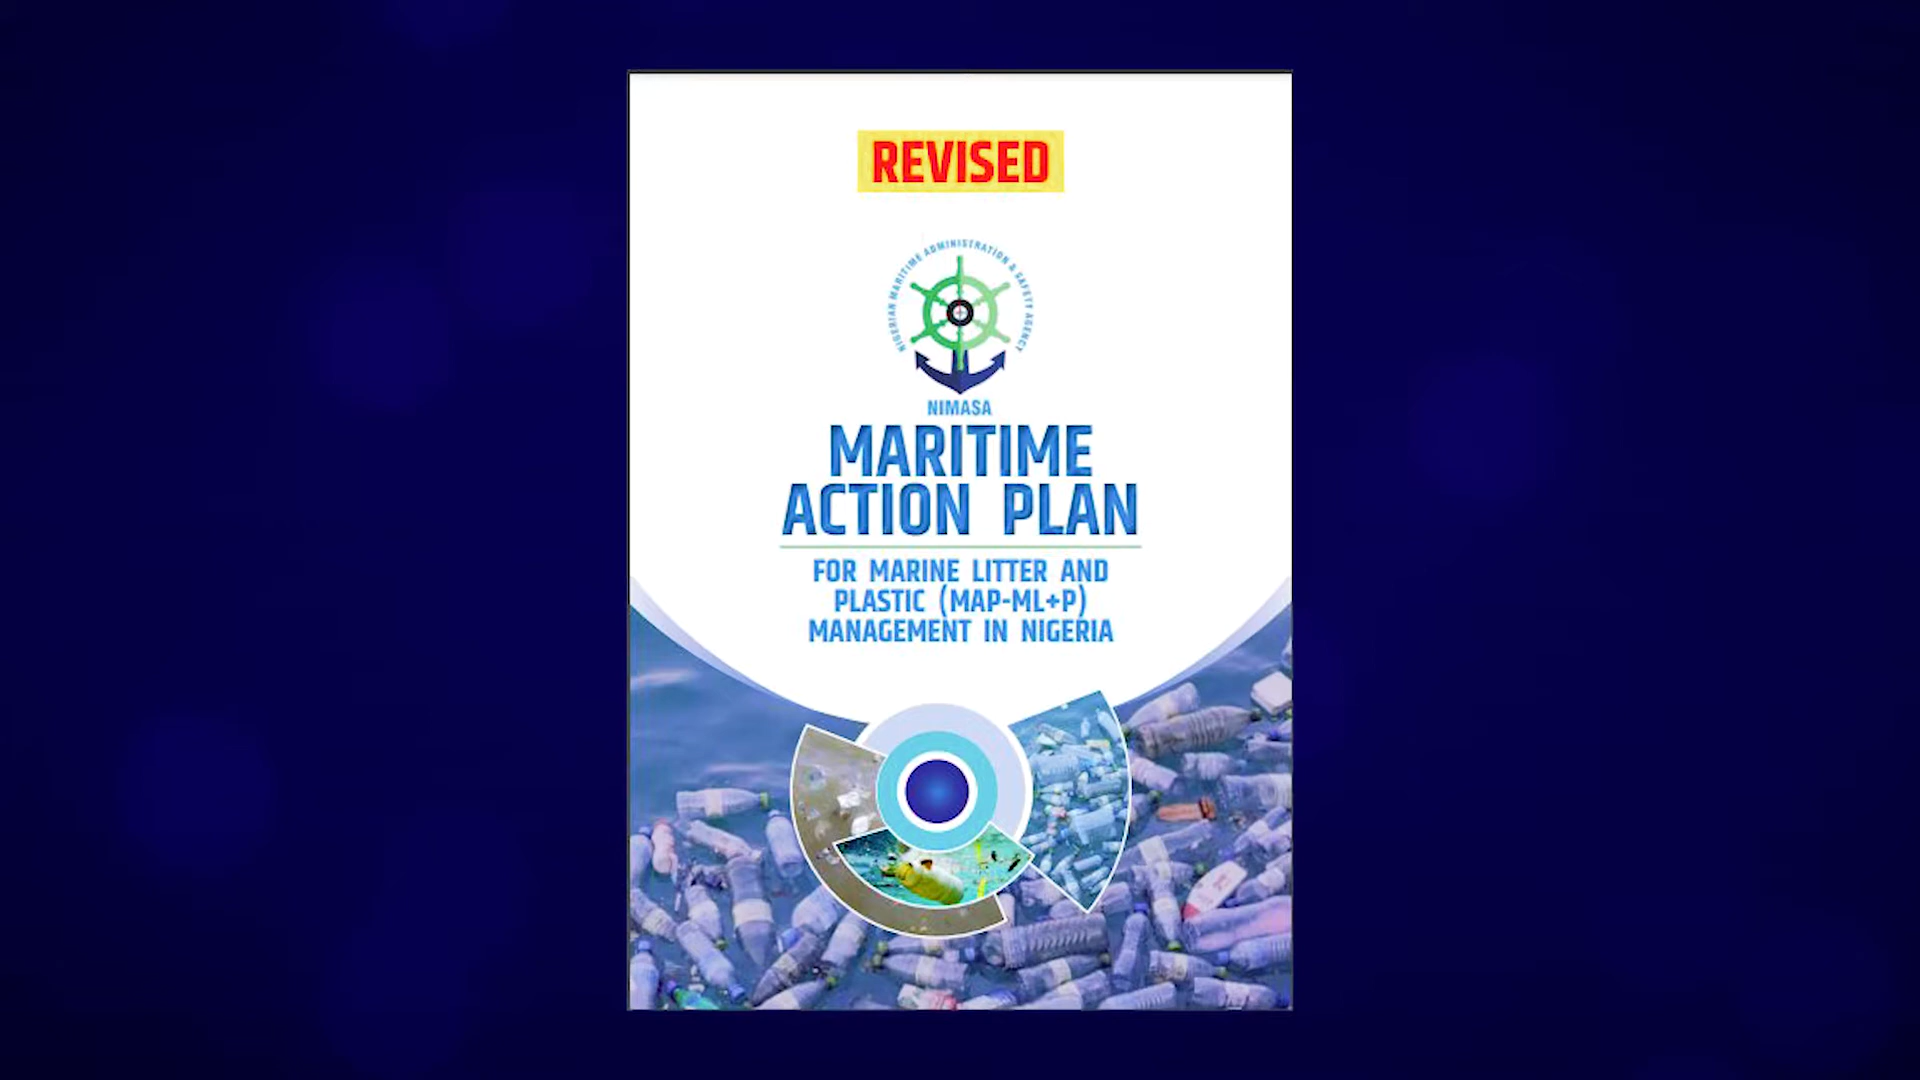 REVISED
NIGERIAN MARITIME ADMINISTRATION & SAFETY AGENCY
NIMASA
MARITIME
ACTION PLAN
FOR MARINE LITTER AND
PLASTIC (MAP-ML+P)
MANAGEMENT IN NIGERIA